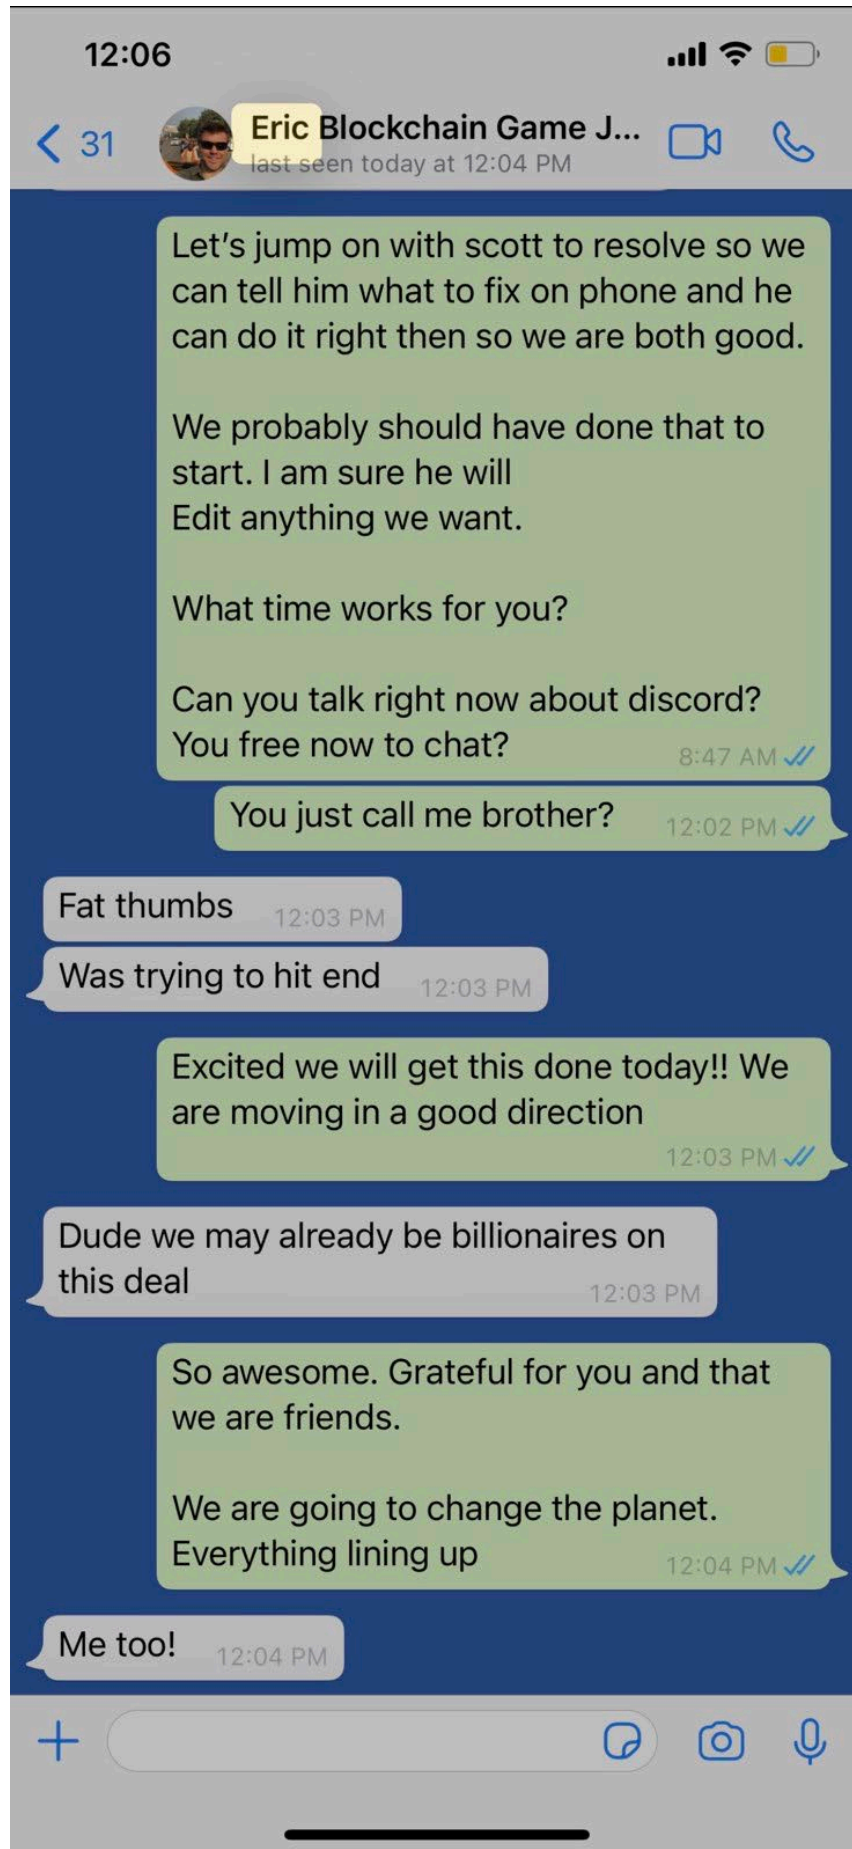 12:06
31
Eric Blockchain Game J...
last seen today at 12:04 PM
Let's jump on with scott to resolve so we
can tell him what to fix on phone and he
can do it right then so we are both good.
We probably should have done that to
start. I am sure he will
Edit anything we want.
What time works for you?
Can you talk right now about discord?
You free now to chat?
8:47 AM
You just call me brother?
12:02 PM
Fat thumbs
12:03 PM
Was trying to hit end
12:03 PM
Excited we will get this done today!! We
are moving in a good direction
12:03 PM
Dude we may already be billionaires on
this deal
12:03 PM
So awesome. Grateful for you and that
we are friends.
We are going to change the planet.
Everything lining up
12:04 PM
Me too!
12:04 PM